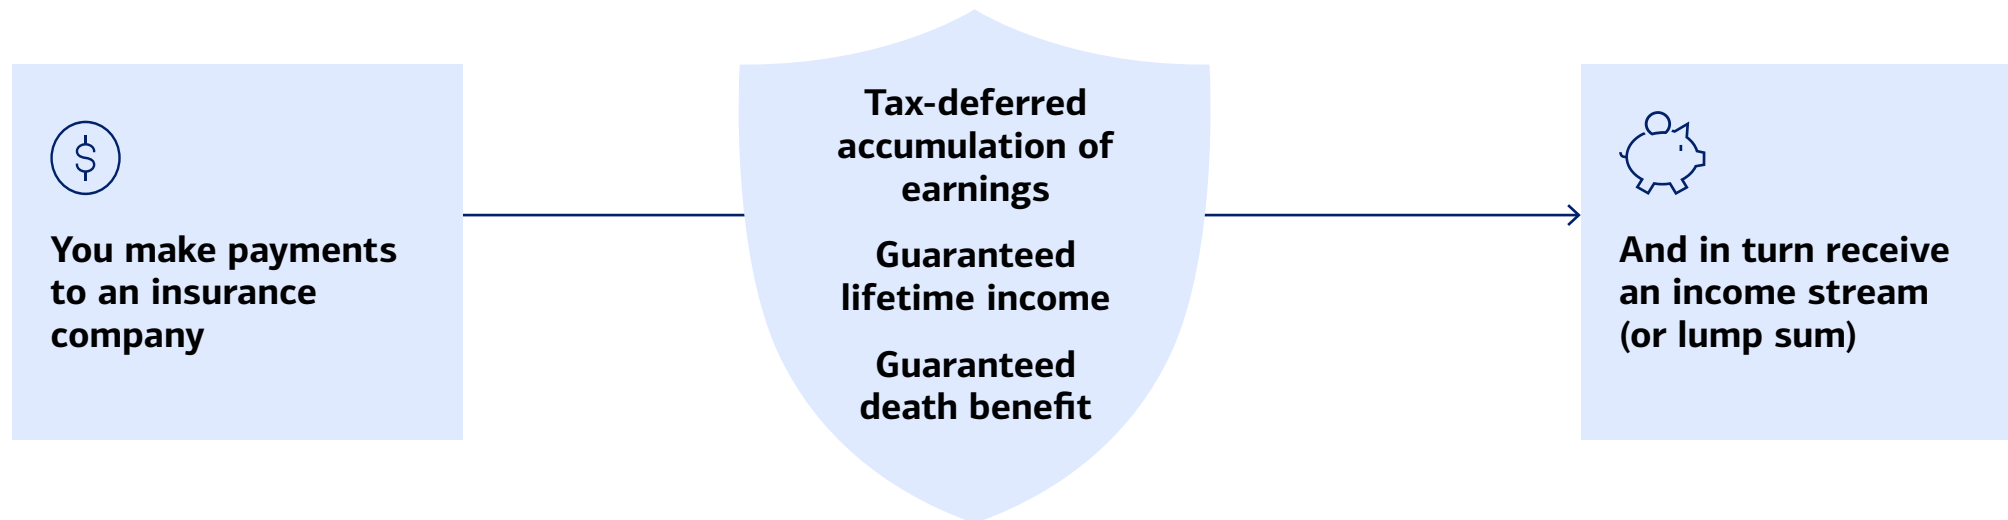 You make payments
to an insurance
company
Tax-deferred
accumulation of
earnings
Guaranteed
lifetime income
Guaranteed
death benefit
And in turn receive
an income stream
(or lump sum)